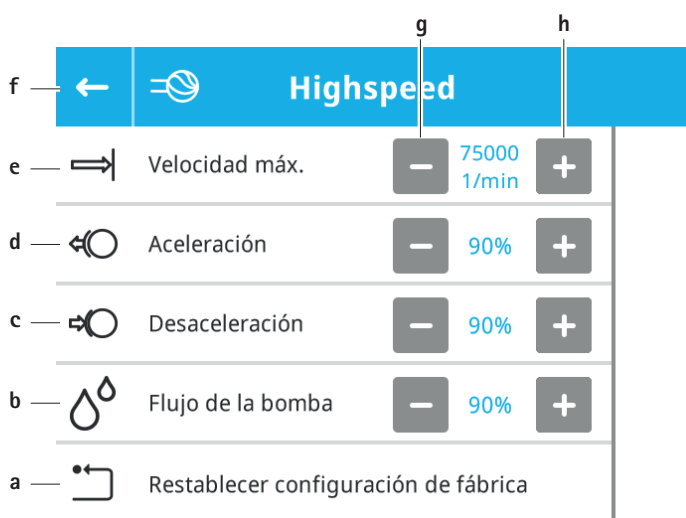 g h
f Highspeed
e Velocidad máx. 75000
1/min
d Aceleración 90%
c Desaceleración 90%
b Flujo de la bomba 90%
a Restablecer configuración de fábrica